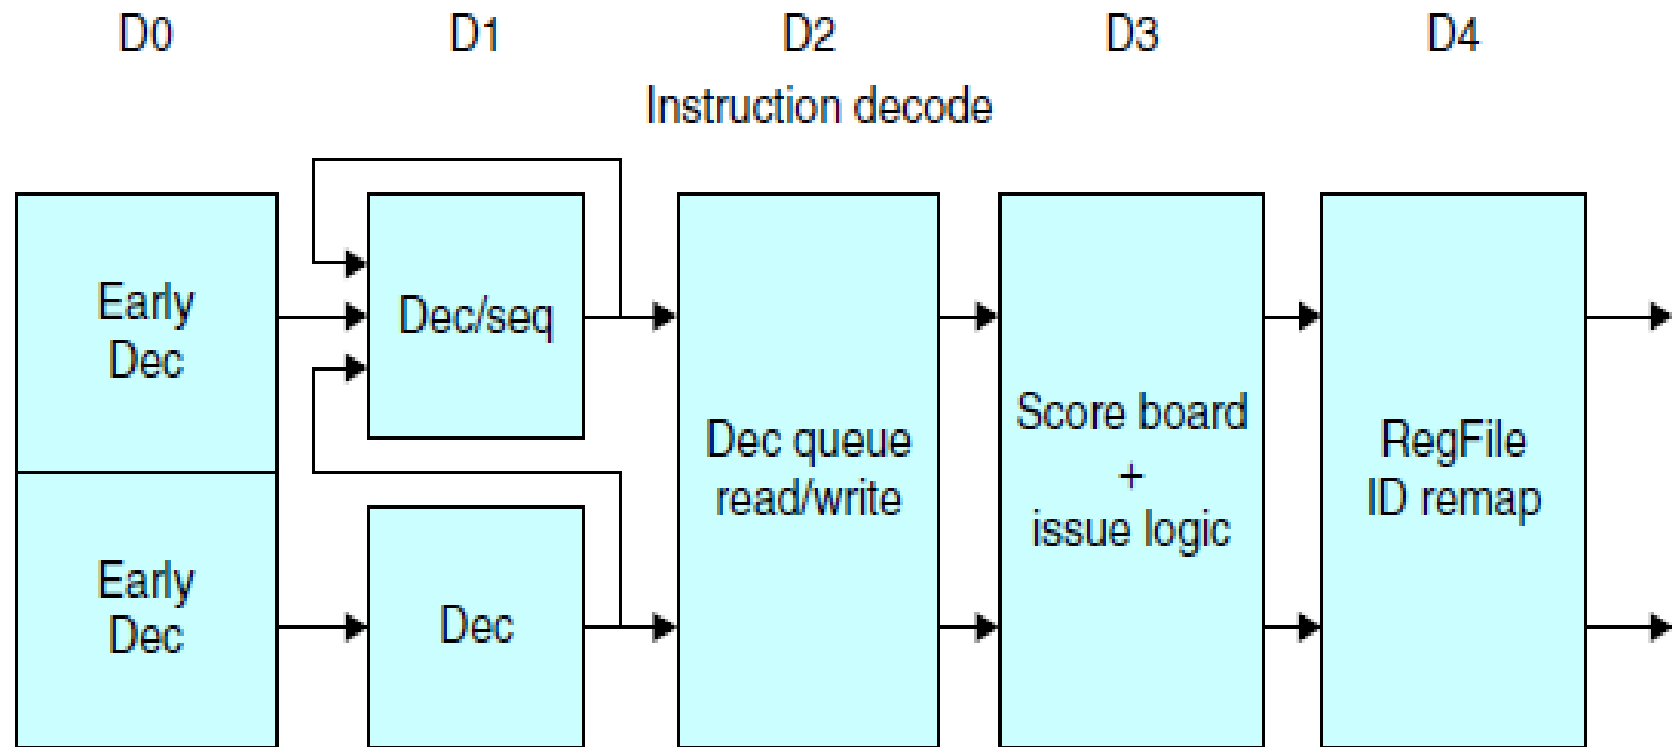 D0
D1
D2
D3
D4
Instruction decode
Early
Dec
Early
Dec
Dec/seq
Dec
Dec queue
read/write
Score board
+
issue logic
RegFile
ID remap